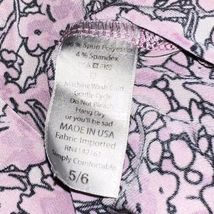 % Spun Polyester
4% Spandex
Machine Wash Cold
Gentle Cycle
Do Not Bleach
Hang Dry
or you'll be sad
MADE IN USA
Fabric Imported
Simply Comfortable
5/6